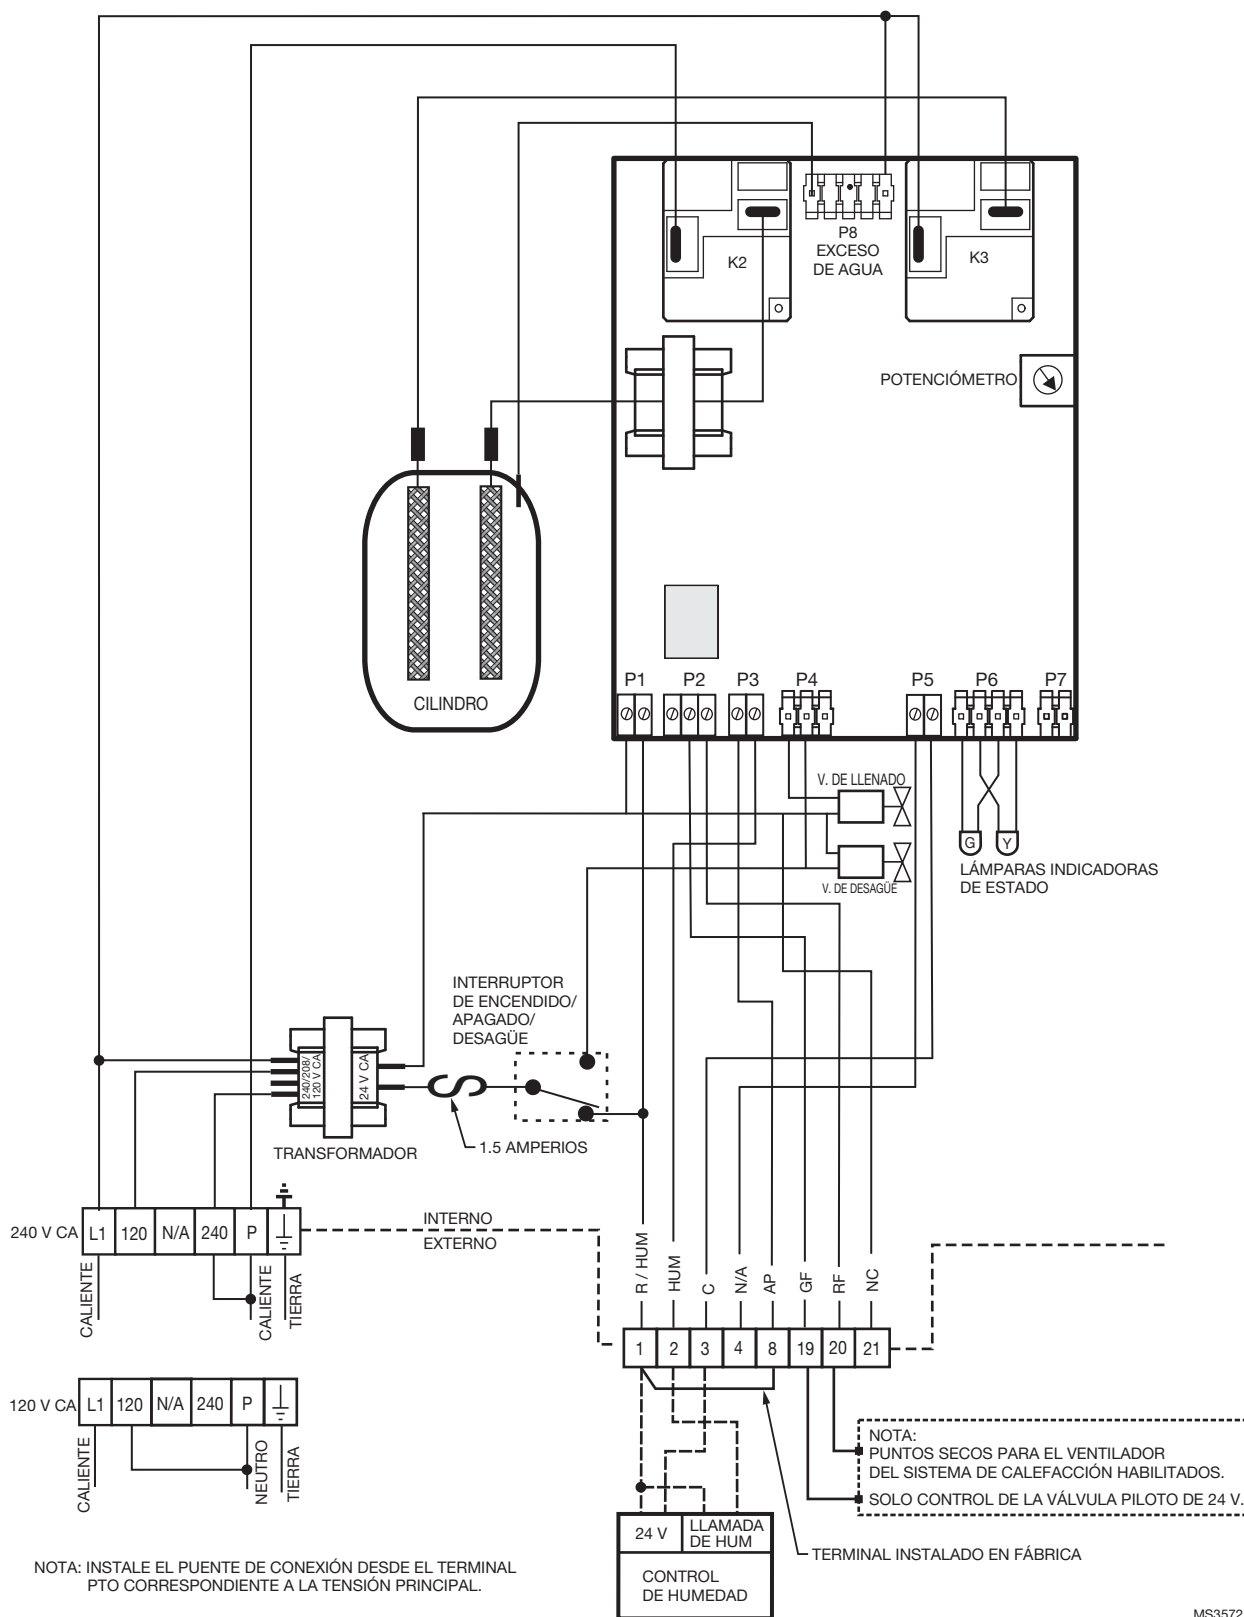 P8
EXCESO
DE AGUA
K2
K3
POTENCIÓMETRO
CILINDRO
P1 P2 P3 P4 P5 P6 P7
V. DE LLENADO
V. DE DESAGÜE
G Y
LÁMPARAS INDICADORAS
DE ESTADO
INTERRUPTOR
DE ENCENDIDO/
APAGADO/
DESAGÜE
240/208/
120 V CA
24 V CA
1.5 AMPERIOS
TRANSFORMADOR
240 V CA L1 120 N/A 240 P
CALIENTE
CALIENTE
TIERRA
INTERNO
EXTERNO
R / HUM
HUM
C
N/A
AP
GF
RF
NC
1 2 3 4 8 19 20 21
120 V CA L1 120 N/A 240 P
CALIENTE
NEUTRO
TIERRA
NOTA:
PUNTOS SECOS PARA EL VENTILADOR
DEL SISTEMA DE CALEFACCIÓN HABILITADOS.
SOLO CONTROL DE LA VÁLVULA PILOTO DE 24 V.
24 V
LLAMADA
DE HUM
CONTROL
DE HUMEDAD
TERMINAL INSTALADO EN FÁBRICA
NOTA: INSTALE EL PUENTE DE CONEXIÓN DESDE EL TERMINAL
PTO CORRESPONDIENTE A LA TENSIÓN PRINCIPAL.
MS3572